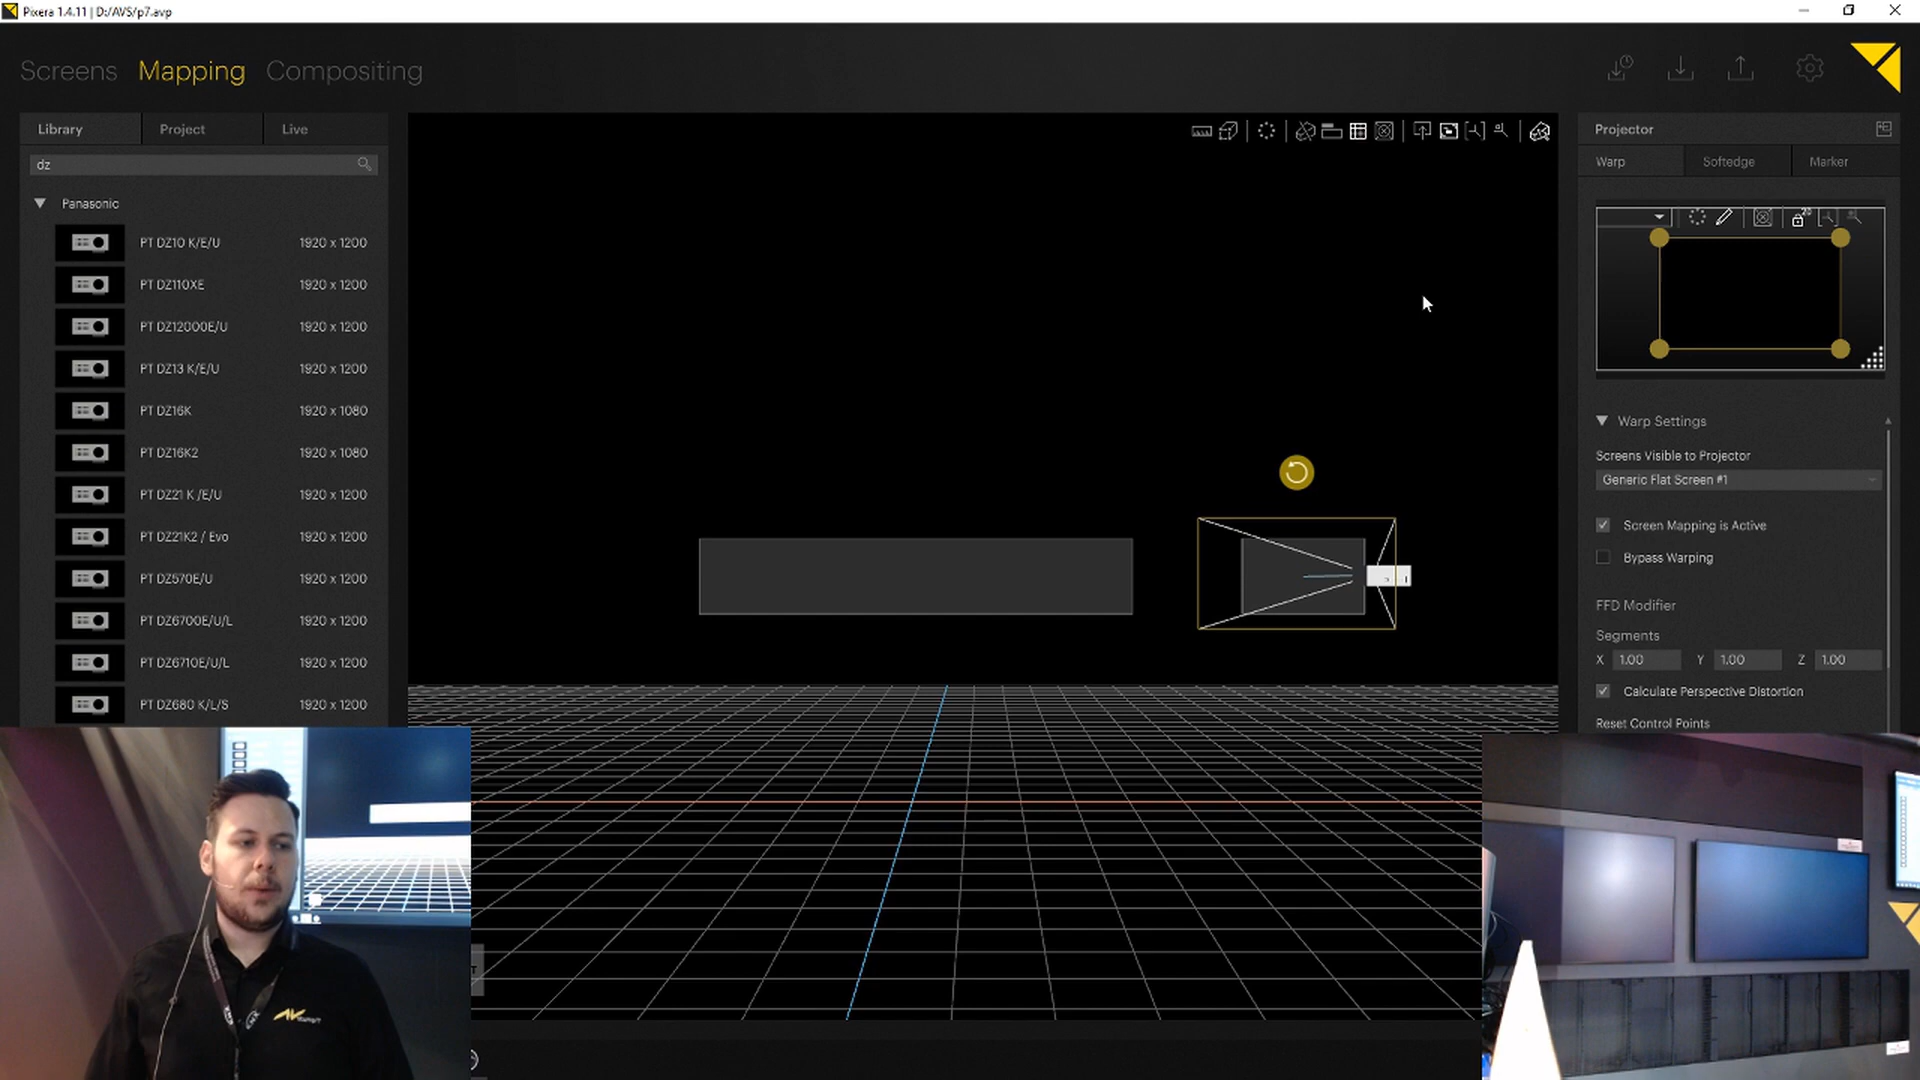 Pixera 1.4.11 | D:/AVS/p7.avp
Screens Mapping Compositing
Library Project Live
dz
Panasonic
PT DZ10 K/E/U 1920 x 1200
PT DZ110XE 1920 x 1200
PT DZ12000E/U 1920 x 1200
PT DZ13 K/E/U 1920 x 1200
PT DZ16K 1920 x 1080
PT DZ16K2 1920 x 1080
PT DZ21 K /E/U 1920 x 1200
PT DZ21K2 / Evo 1920 x 1200
PT DZ570E/U 1920 x 1200
PT DZ6700E/U/L 1920 x 1200
PT DZ6710E/U/L 1920 x 1200
PT DZ680 K/L/S 1920 x 1200
Projector
Warp Softedge Marker
Warp Settings
Screens Visible to Projector
Generic Flat Screen #1
Screen Mapping is Active
Bypass Warping
FFD Modifier
Segments
X 1.00 Y 1.00 Z 1.00
Calculate Perspective Distortion
Reset Control Points
AV